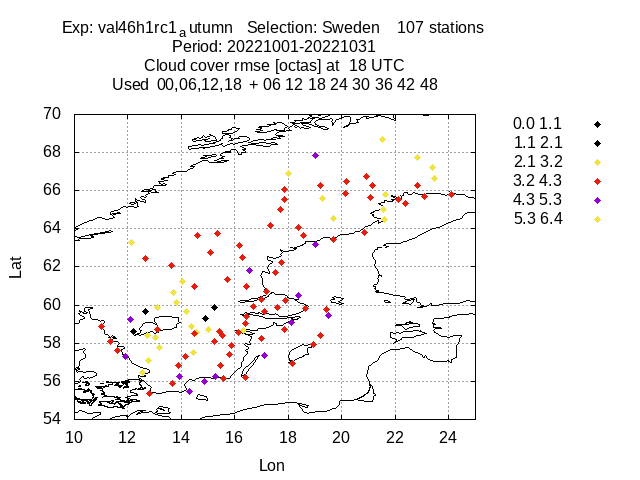 Exp: val46h1rc1_autumn   Selection: Sweden    107 stations
Period: 20221001-20221031
Cloud cover rmse [octas] at  18 UTC
Used  00,06,12,18  + 06 12 18 24 30 36 42 48
70
68
66
64
62
60
58
56
54
Lat
10 12 14 16 18 20 22 24
Lon
0.0 1.1
1.1 2.1
2.1 3.2
3.2 4.3
4.3 5.3
5.3 6.4